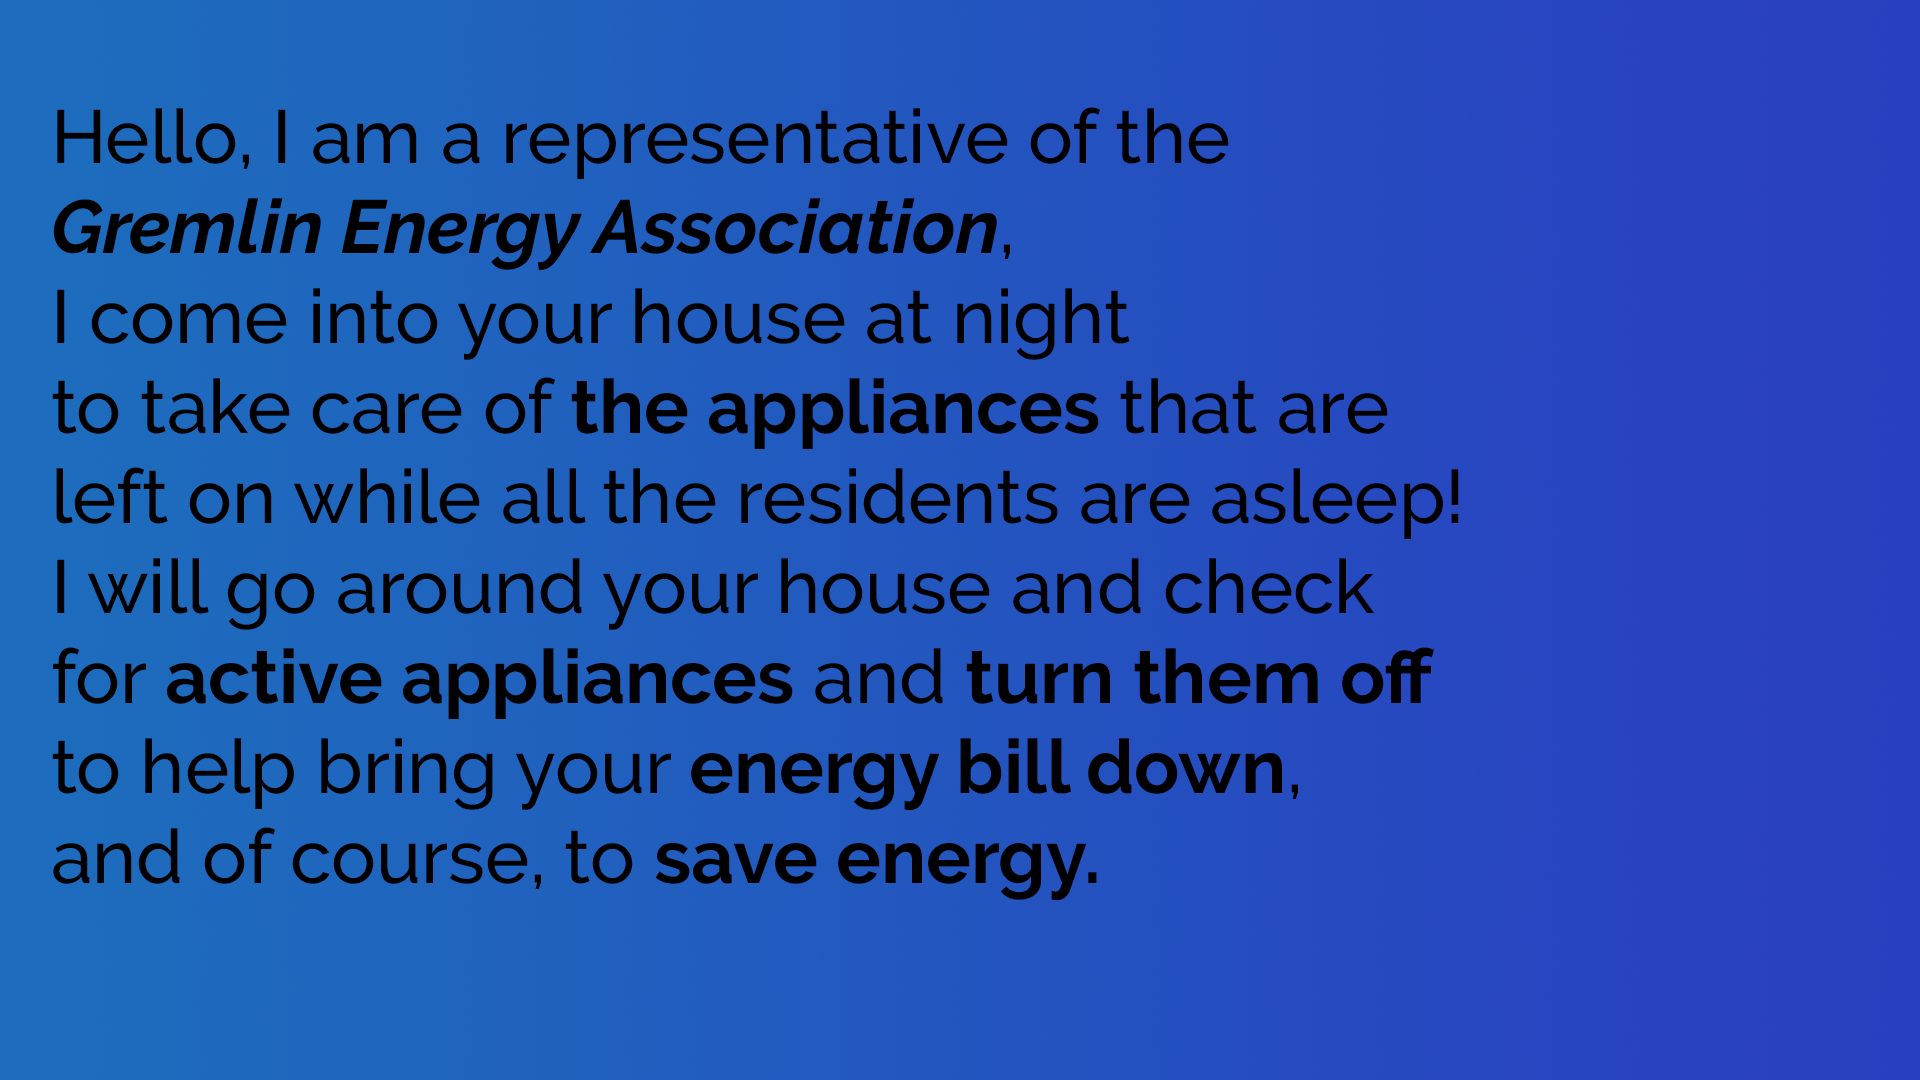 Hello, I am a representative of the
Gremlin Energy Association,
I come into your house at night
to take care of the appliances that are
left on while all the residents are asleep!
I will go around your house and check
for active appliances and turn them off
to help bring your energy bill down,
and of course, to save energy.